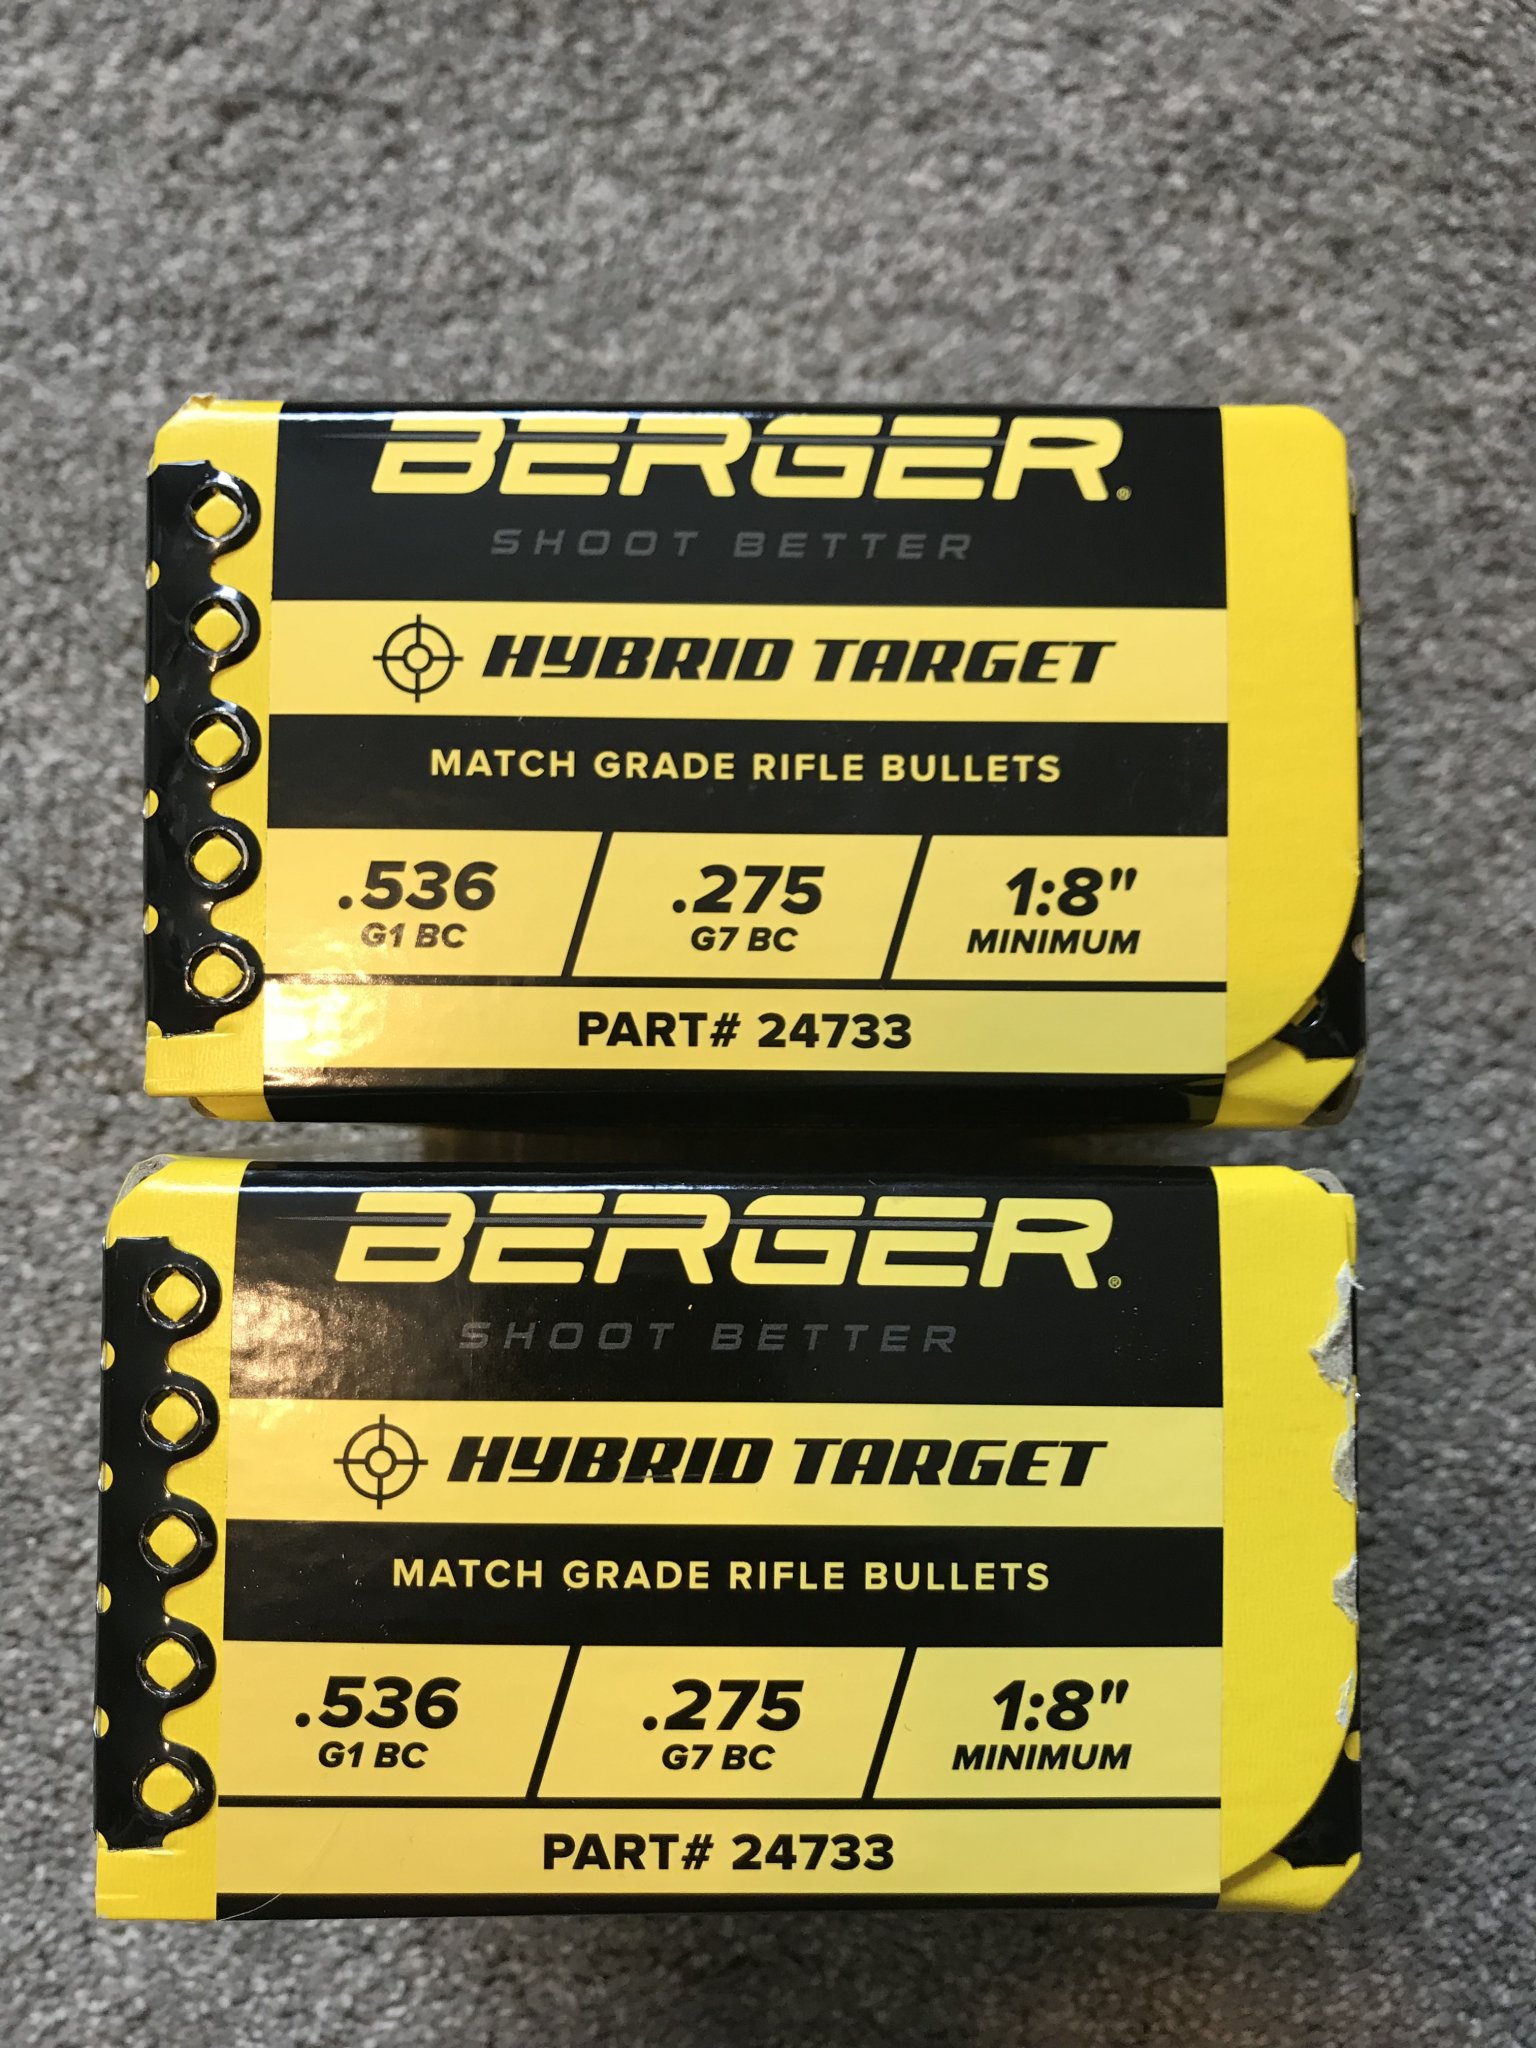 BERGER®
SHOOT BETTER
HYBRID TARGET
MATCH GRADE RIFLE BULLETS
.536 .275 1:8"
G1 BC G7 BC MINIMUM
PART# 24733
BERGER®
SHOOT BETTER
HYBRID TARGET
MATCH GRADE RIFLE BULLETS
.536 .275 1:8"
G1 BC G7 BC MINIMUM
PART# 24733